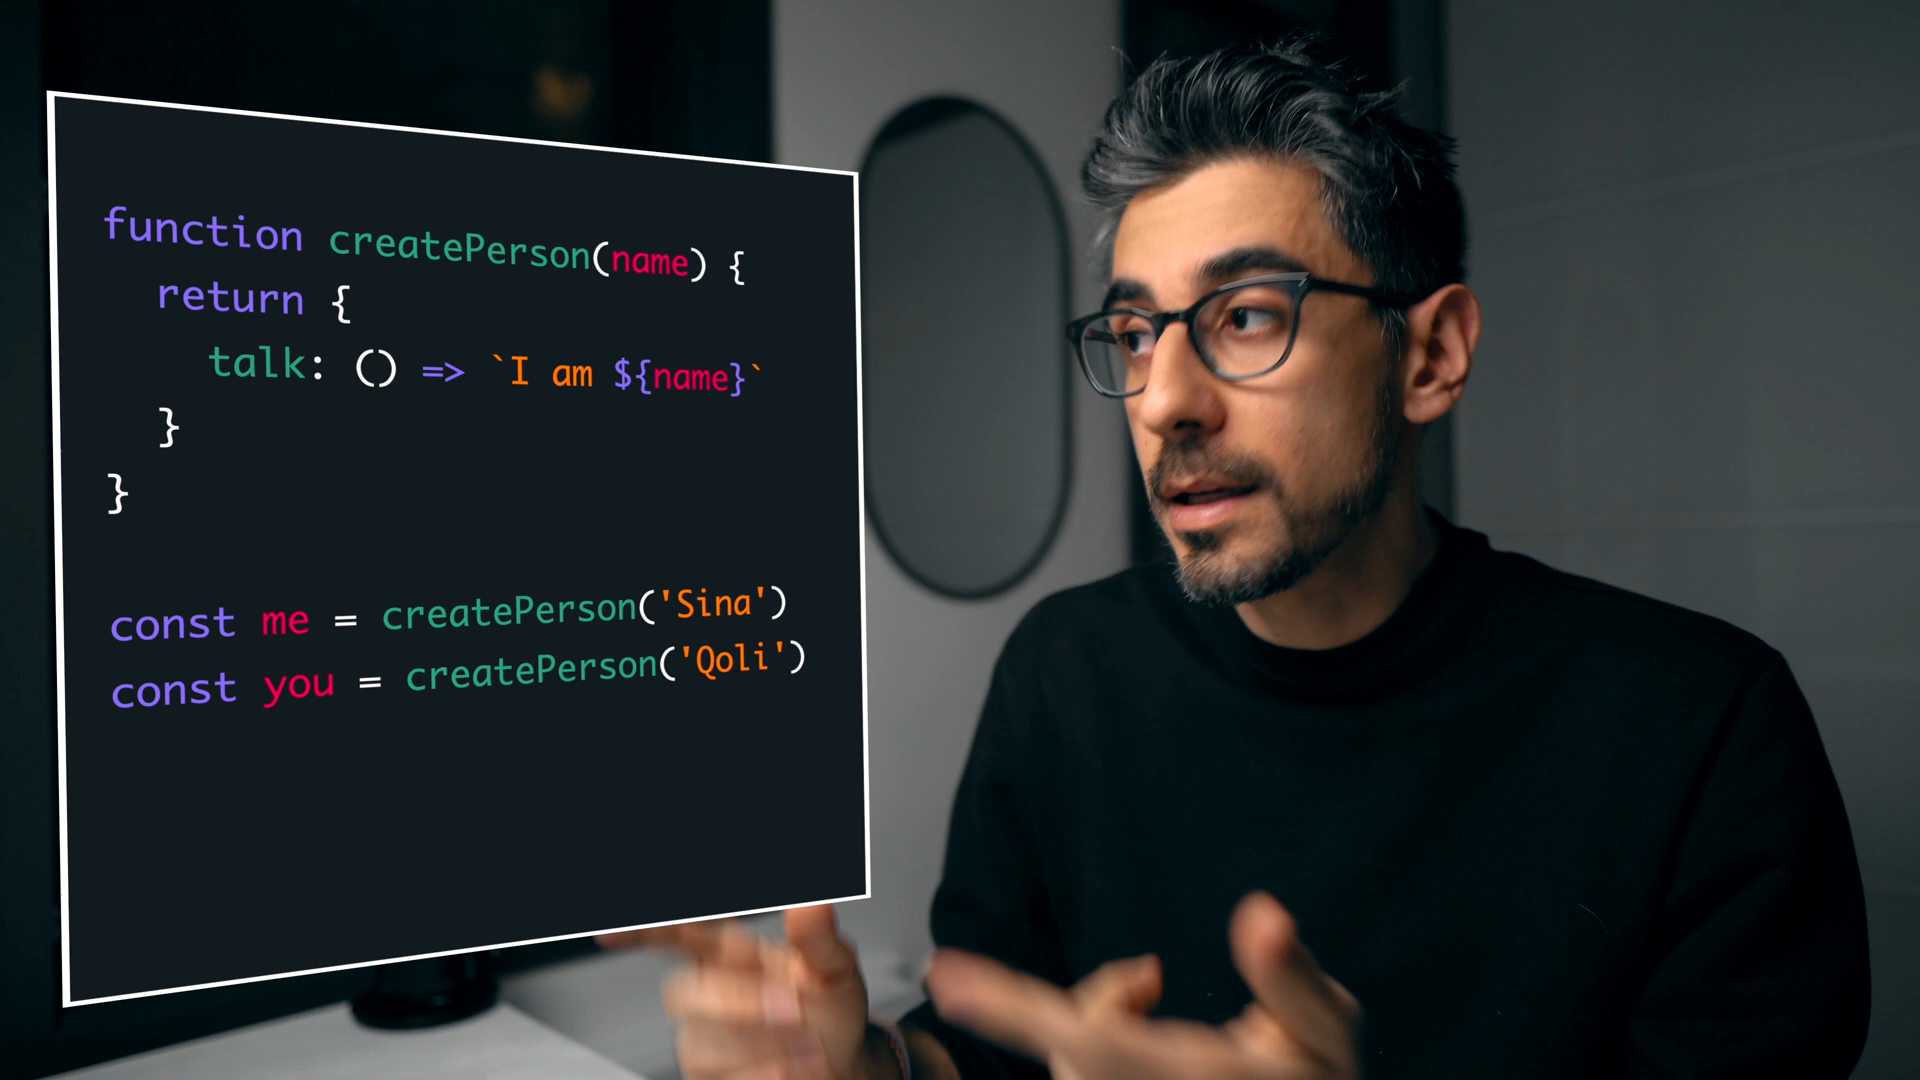 function createPerson(name) {
  return {
    talk: () => `I am ${name}`
  }
}
const me = createPerson('Sina')
const you = createPerson('Qoli')